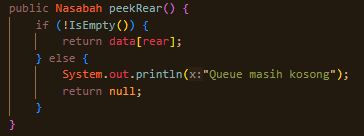 public Nasabah peekRear() {
if (!IsEmpty()) {
return data[rear];
} else {
System.out.println(x:"Queue masih kosong");
return null;
}
}